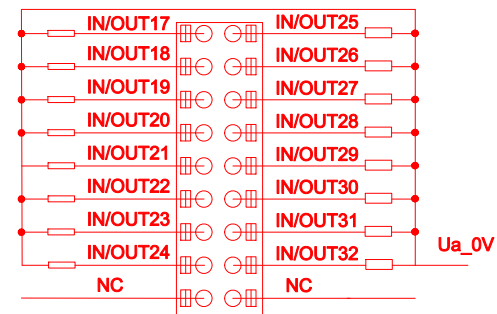 IN/OUT17 IN/OUT25
IN/OUT18 IN/OUT26
IN/OUT19 IN/OUT27
IN/OUT20 IN/OUT28
IN/OUT21 IN/OUT29
IN/OUT22 IN/OUT30
IN/OUT23 IN/OUT31
IN/OUT24 IN/OUT32
Ua_0V
NC NC